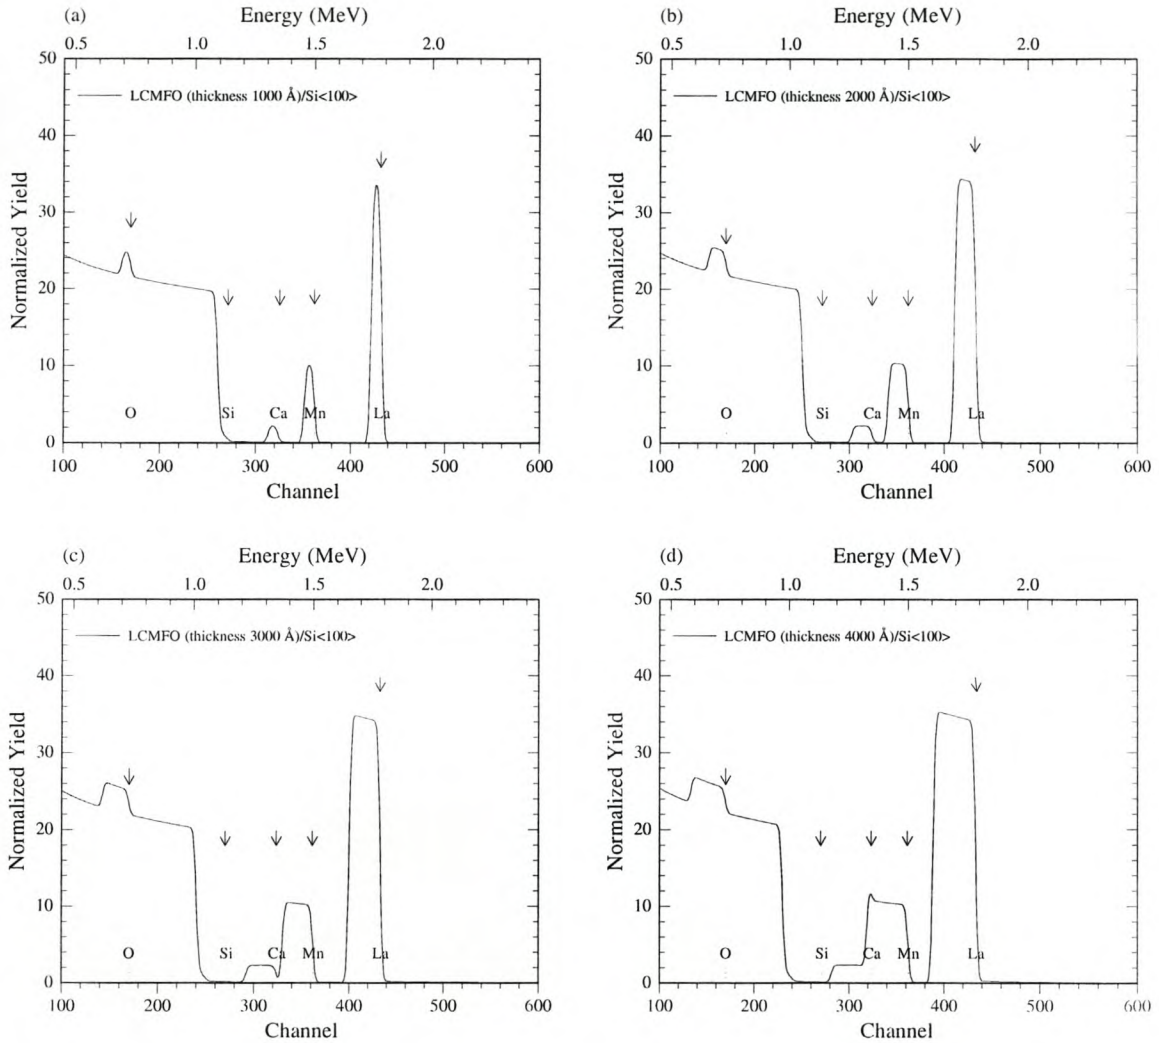 (a)
Energy (MeV)
0.5 1.0 1.5 2.0
50
40
30
20
10
0
Normalized Yield
LCMFO (thickness 1000 Å)/Si<100>
O Si Ca Mn La
100 200 300 400 500 600
Channel
(b)
Energy (MeV)
0.5 1.0 1.5 2.0
50
40
30
20
10
0
Normalized Yield
LCMFO (thickness 2000 Å)/Si<100>
O Si Ca Mn La
100 200 300 400 500 600
Channel
(c)
Energy (MeV)
0.5 1.0 1.5 2.0
50
40
30
20
10
0
Normalized Yield
LCMFO (thickness 3000 Å)/Si<100>
O Si Ca Mn La
100 200 300 400 500 600
Channel
(d)
Energy (MeV)
0.5 1.0 1.5 2.0
50
40
30
20
10
0
Normalized Yield
LCMFO (thickness 4000 Å)/Si<100>
O Si Ca Mn La
100 200 300 400 500 600
Channel